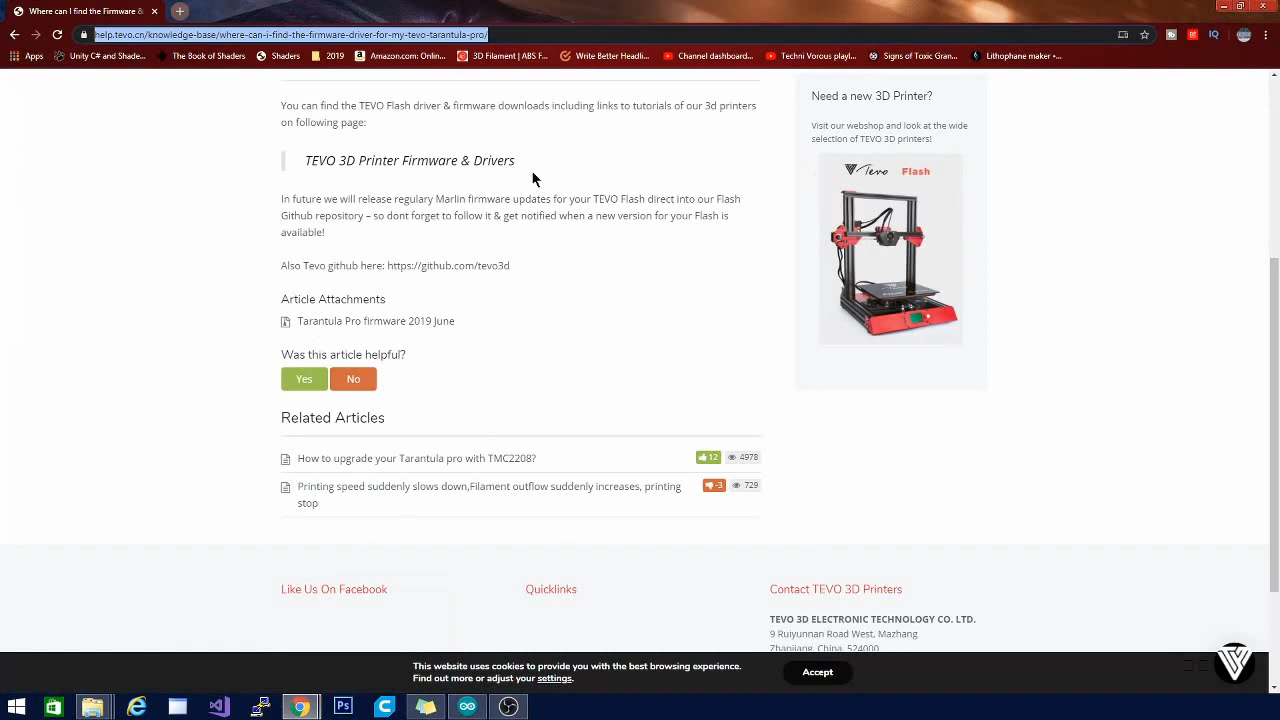 Where can I find the Firmware &
help.tevo.cn/knowledge-base/where-can-i-find-the-firmware-driver-for-my-tevo-tarantula-pro/
Apps
Unity C# and Shade...
The Book of Shaders
Shaders
2019
Amazon.com: Onlin...
3D Filament | ABS F...
Write Better Headli...
Channel dashboard...
Techni Vorous playl...
Signs of Toxic Gran...
Lithophane maker •...
You can find the TEVO Flash driver & firmware downloads including links to tutorials of our 3d printers
on following page:
TEVO 3D Printer Firmware & Drivers
In future we will release regulary Marlin firmware updates for your TEVO Flash direct into our Flash
Github repository – so dont forget to follow it & get notified when a new version for your Flash is
available!
Also Tevo github here: https://github.com/tevo3d
Article Attachments
Tarantula Pro firmware 2019 June
Was this article helpful?
Yes
No
Related Articles
How to upgrade your Tarantula pro with TMC2208?
12
4978
Printing speed suddenly slows down,Filament outflow suddenly increases, printing
stop
-3
729
Need a new 3D Printer?
Visit our webshop and look at the wide
selection of TEVO 3D printers!
Tevo Flash
Like Us On Facebook
Quicklinks
Contact TEVO 3D Printers
TEVO 3D ELECTRONIC TECHNOLOGY CO. LTD.
9 Ruiyunnan Road West, Mazhang
Zhanjiang, China, 524000
This website uses cookies to provide you with the best browsing experience.
Find out more or adjust your settings.
Accept
Ps